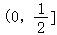 (0, 1/2]